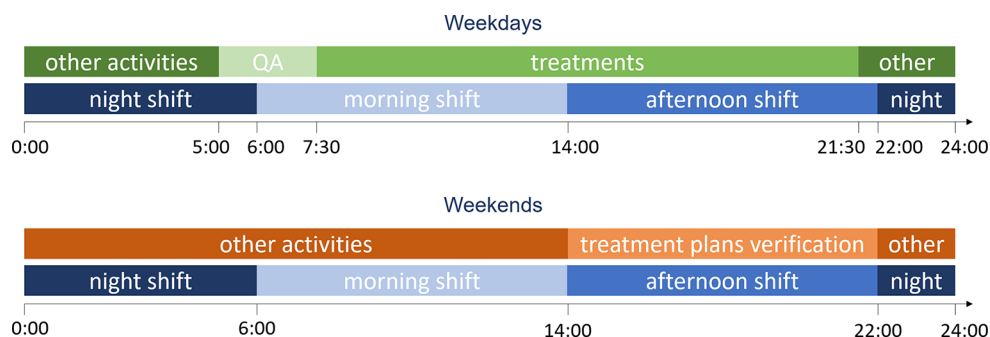 Weekdays
other activities QA treatments other
night shift morning shift afternoon shift night
0:00 5:00 6:00 7:30 14:00 21:30 22:00 24:00
Weekends
other activities treatment plans verification other
night shift morning shift afternoon shift night
0:00 6:00 14:00 22:00 24:00